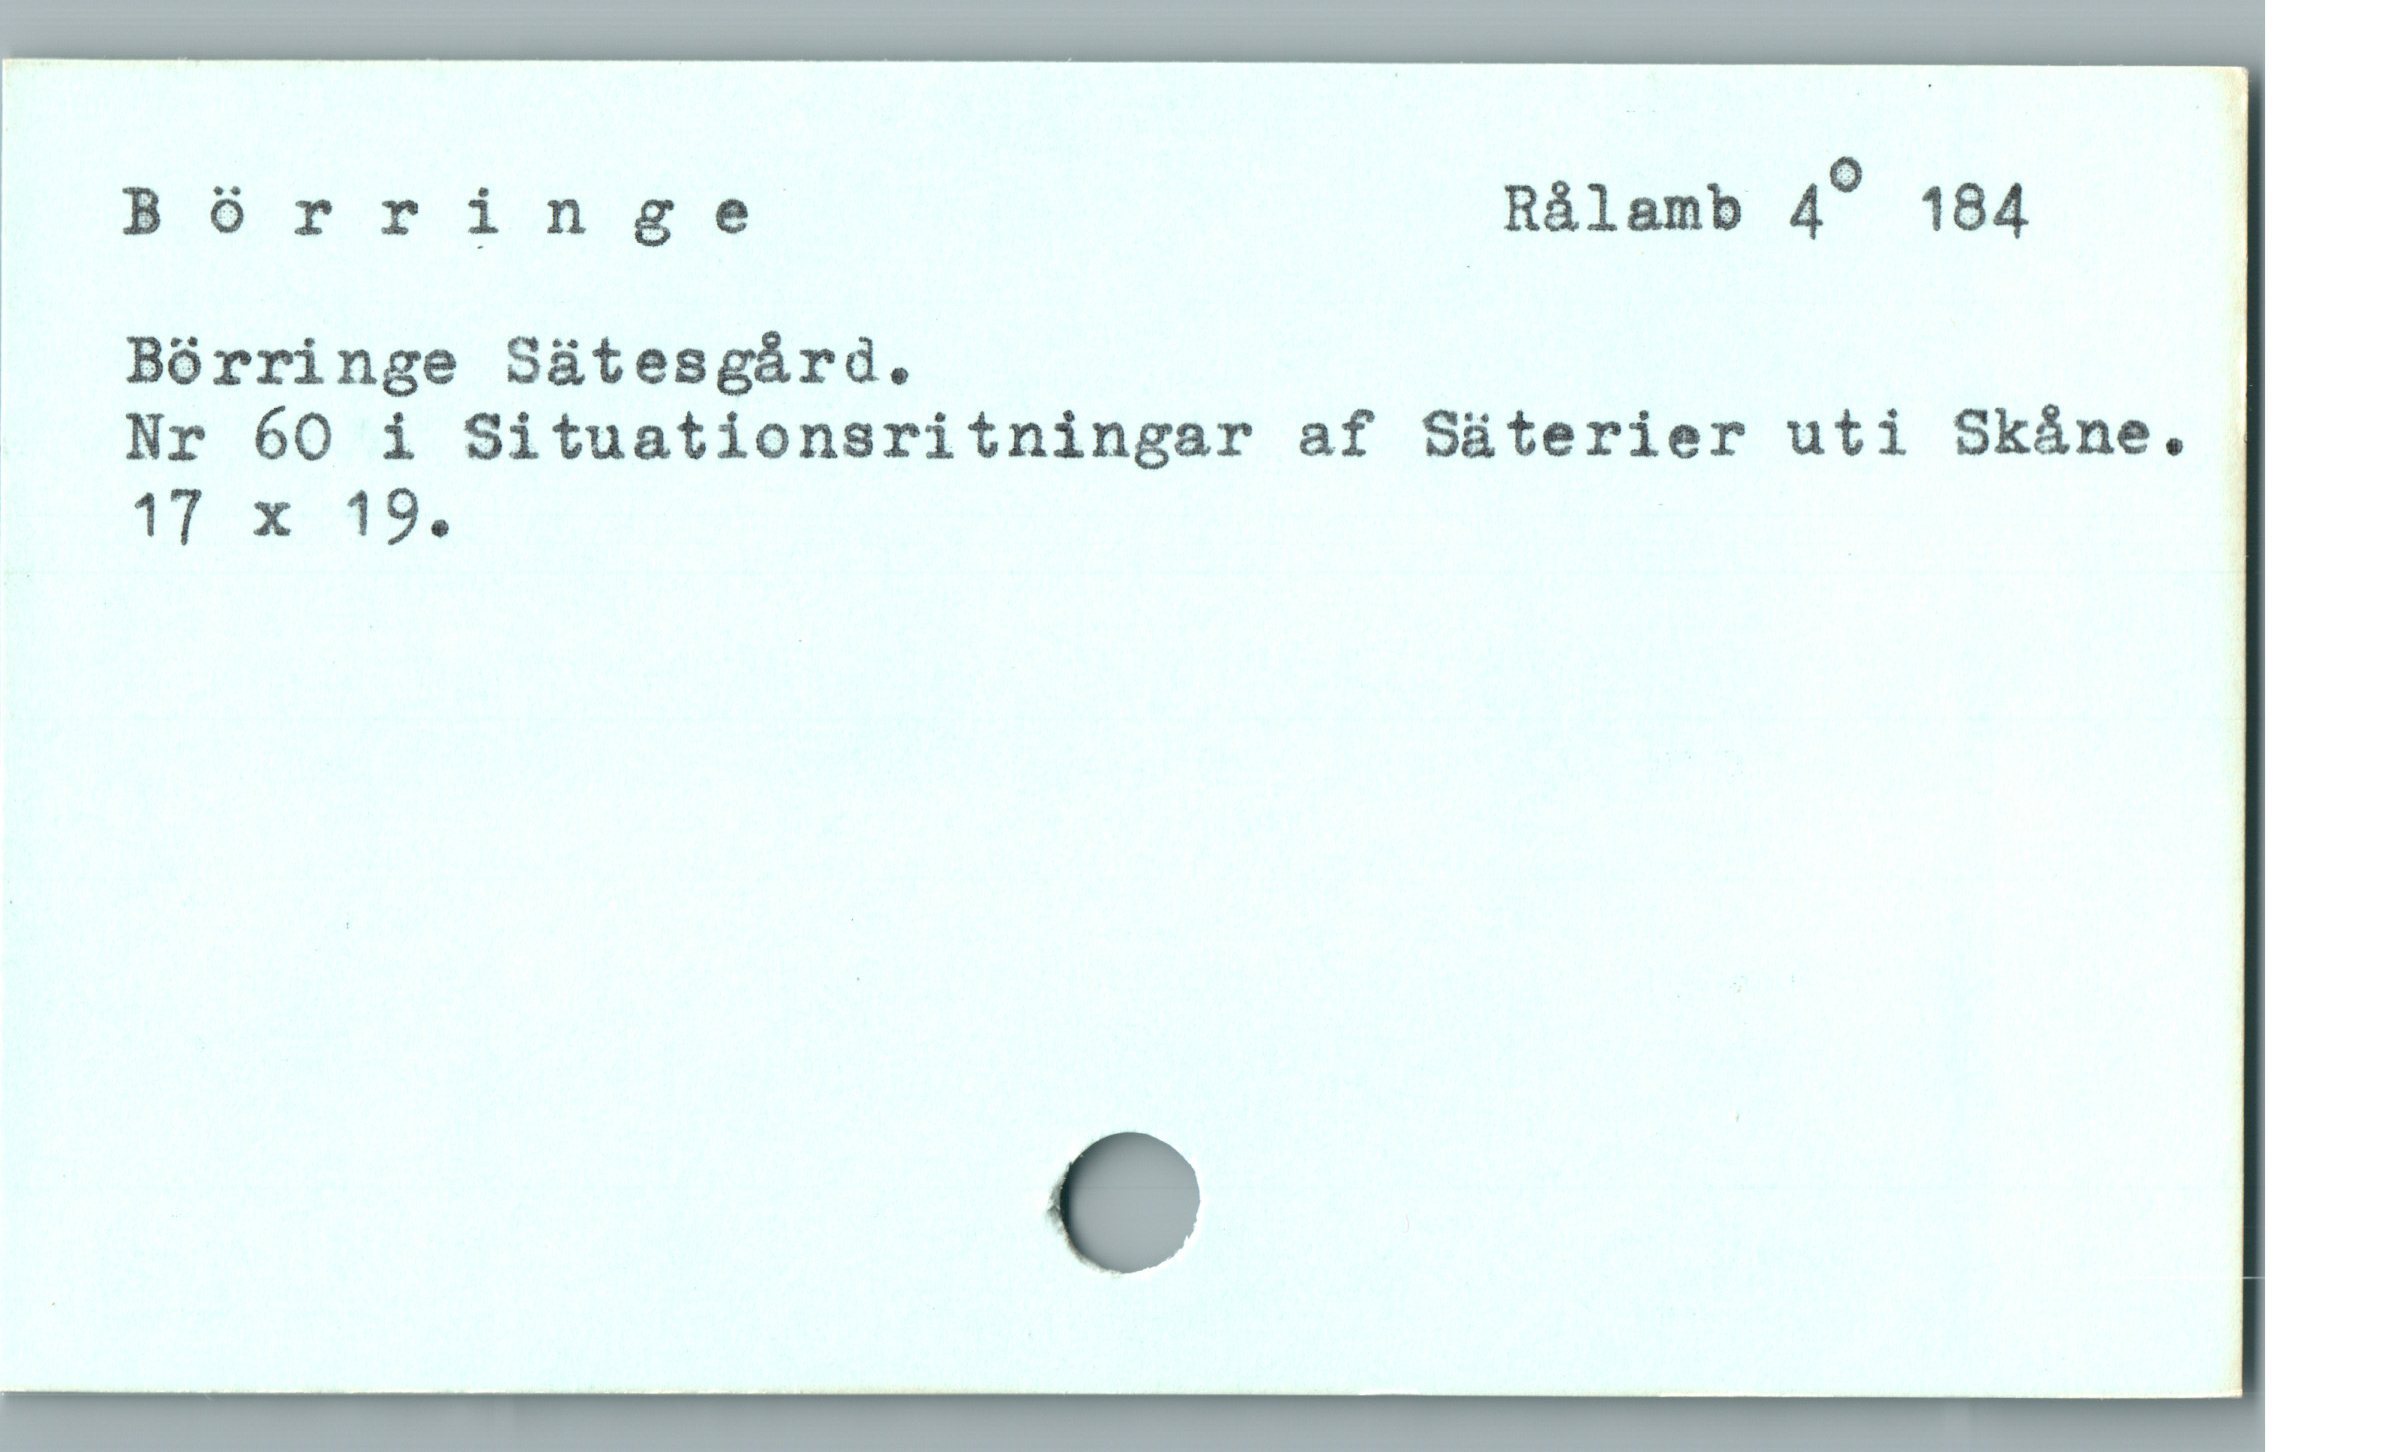 B ö r r i n g e Rålamb 4° 184
Börringe Sätesgård.
Nr 60 i Situationsritningar af Säterier uti Skåne.
17 x 19.